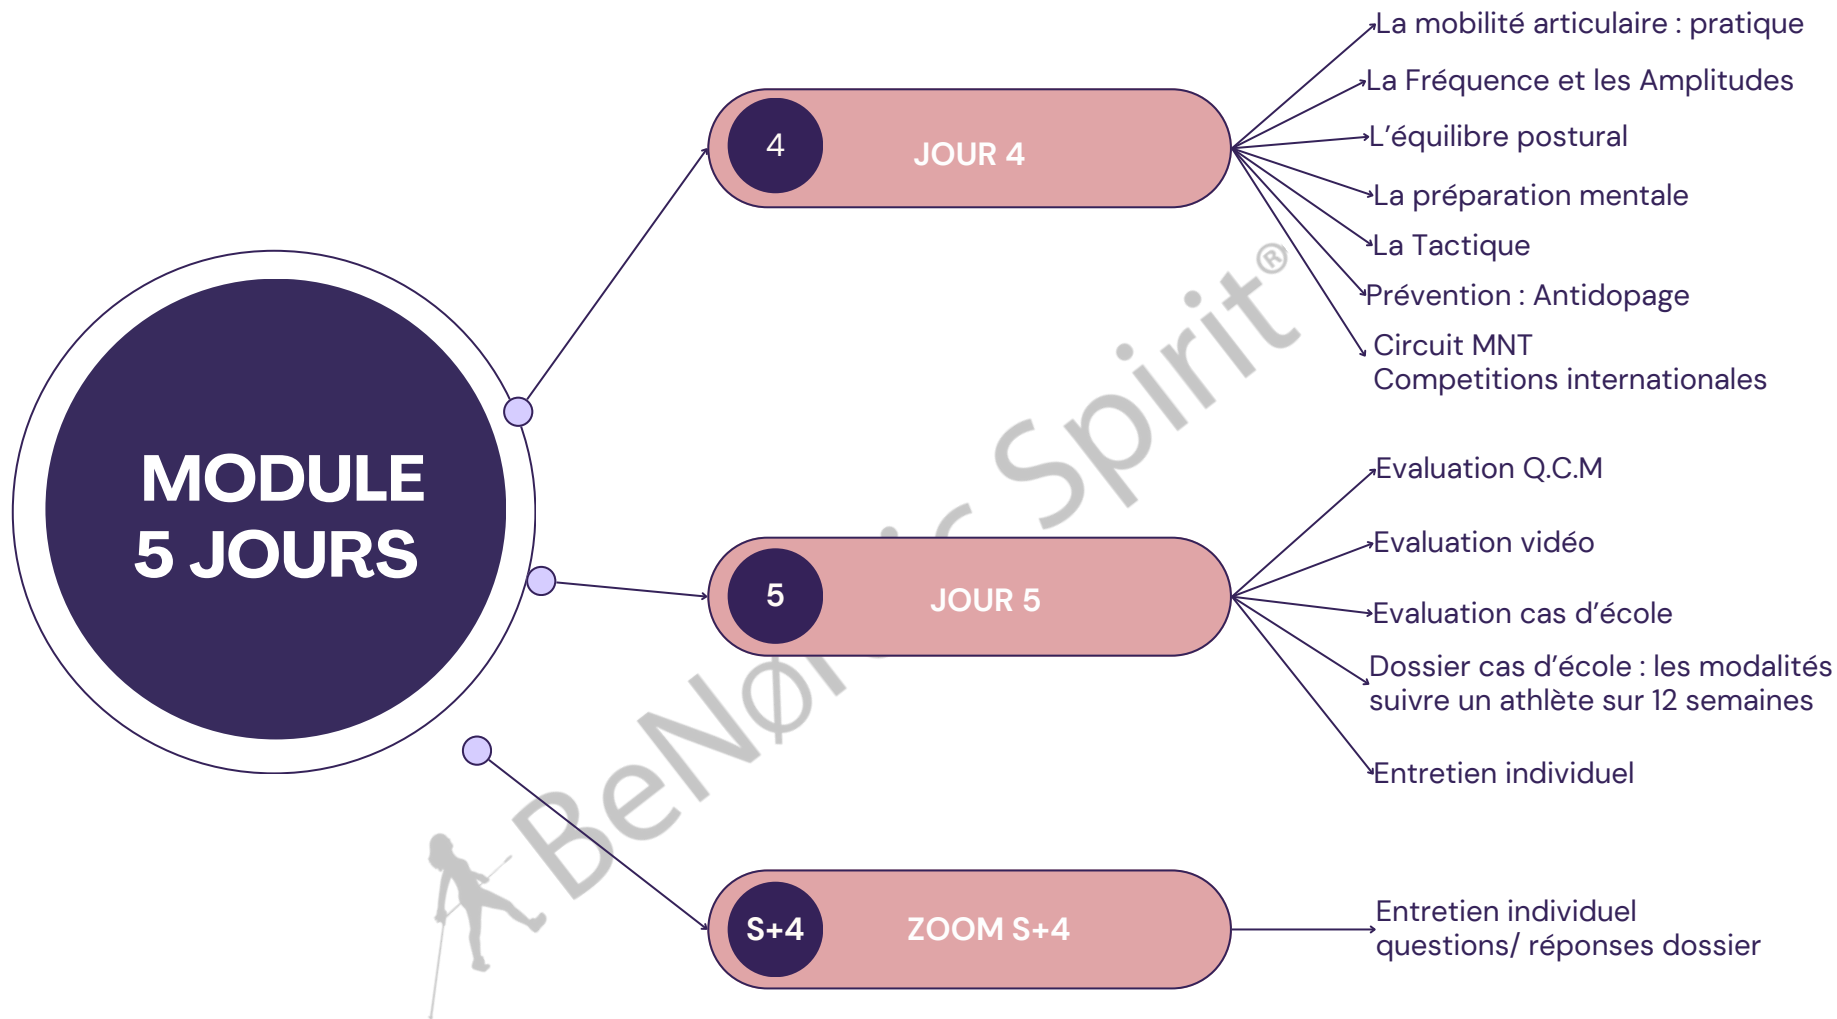 MODULE
5 JOURS
4
JOUR 4
La mobilité articulaire : pratique
La Fréquence et les Amplitudes
L’équilibre postural
La préparation mentale
La Tactique
Prévention : Antidopage
Circuit MNT
Competitions internationales
5
JOUR 5
Evaluation Q.C.M
Evaluation vidéo
Evaluation cas d’école
Dossier cas d’école : les modalités
suivre un athlète sur 12 semaines
Entretien individuel
S+4
ZOOM S+4
Entretien individuel
questions/ réponses dossier
BeNørdic Spirit®